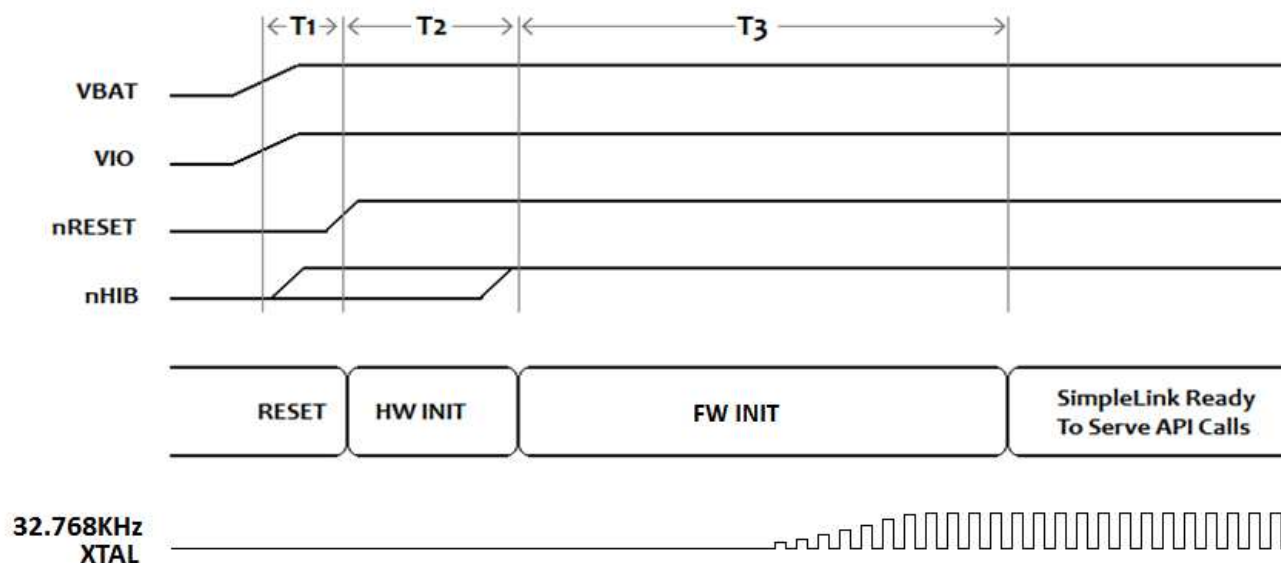 T1
T2
T3
VBAT
VIO
nRESET
nHIB
RESET
HW INIT
FW INIT
SimpleLink Ready
To Serve API Calls
32.768KHz
XTAL